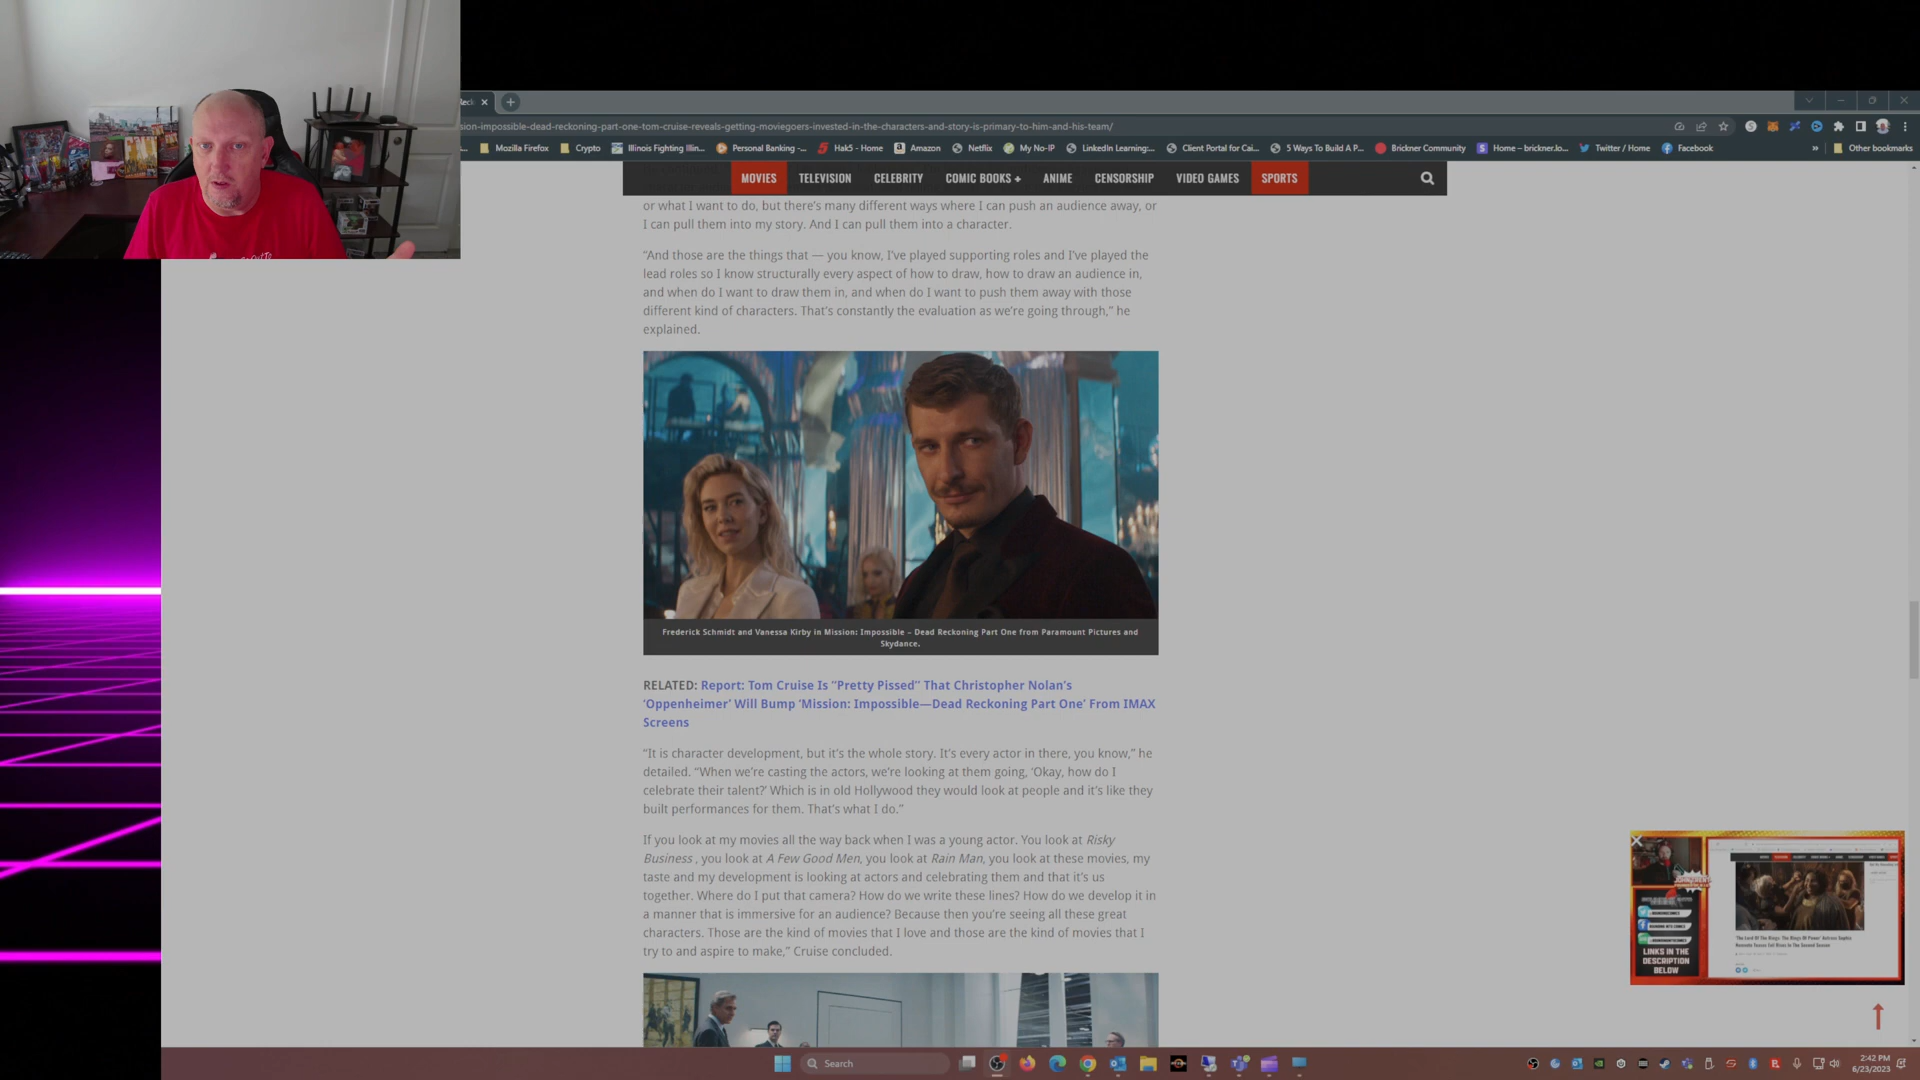 sion-impossible-dead-reckoning-part-one-tom-cruise-reveals-getting-moviegoers-invested-in-the-characters-and-story-is-primary-to-him-and-his-team/
Mozilla Firefox Crypto Illinois Fighting Illin... Personal Banking -... Hak5 - Home Amazon Netflix My No-IP LinkedIn Learning:... Client Portal for Cai... 5 Ways To Build A P... Brickner Community Home – brickner.lo... Twitter / Home Facebook » Other bookmarks
MOVIES TELEVISION CELEBRITY COMIC BOOKS + ANIME CENSORSHIP VIDEO GAMES SPORTS
or what I want to do, but there’s many different ways where I can push an audience away, or
I can pull them into my story. And I can pull them into a character.
“And those are the things that — you know, I’ve played supporting roles and I’ve played the
lead roles so I know structurally every aspect of how to draw, how to draw an audience in,
and when do I want to draw them in, and when do I want to push them away with those
different kind of characters. That’s constantly the evaluation as we’re going through,” he
explained.
Frederick Schmidt and Vanessa Kirby in Mission: Impossible – Dead Reckoning Part One from Paramount Pictures and
Skydance.
RELATED: Report: Tom Cruise Is “Pretty Pissed” That Christopher Nolan’s
‘Oppenheimer’ Will Bump ‘Mission: Impossible—Dead Reckoning Part One’ From IMAX
Screens
“It is character development, but it’s the whole story. It’s every actor in there, you know,” he
detailed. “When we’re casting the actors, we’re looking at them going, ‘Okay, how do I
celebrate their talent?’ Which is in old Hollywood they would look at people and it’s like they
built performances for them. That’s what I do.”
If you look at my movies all the way back when I was a young actor. You look at Risky
Business , you look at A Few Good Men, you look at Rain Man, you look at these movies, my
taste and my development is looking at actors and celebrating them and that it’s us
together. Where do I put that camera? How do we write these lines? How do we develop it in
a manner that is immersive for an audience? Because then you’re seeing all these great
characters. Those are the kind of movies that I love and those are the kind of movies that I
try to and aspire to make,” Cruise concluded.
LINKS IN THE
DESCRIPTION
BELOW
Search
2:42 PM
6/23/2023